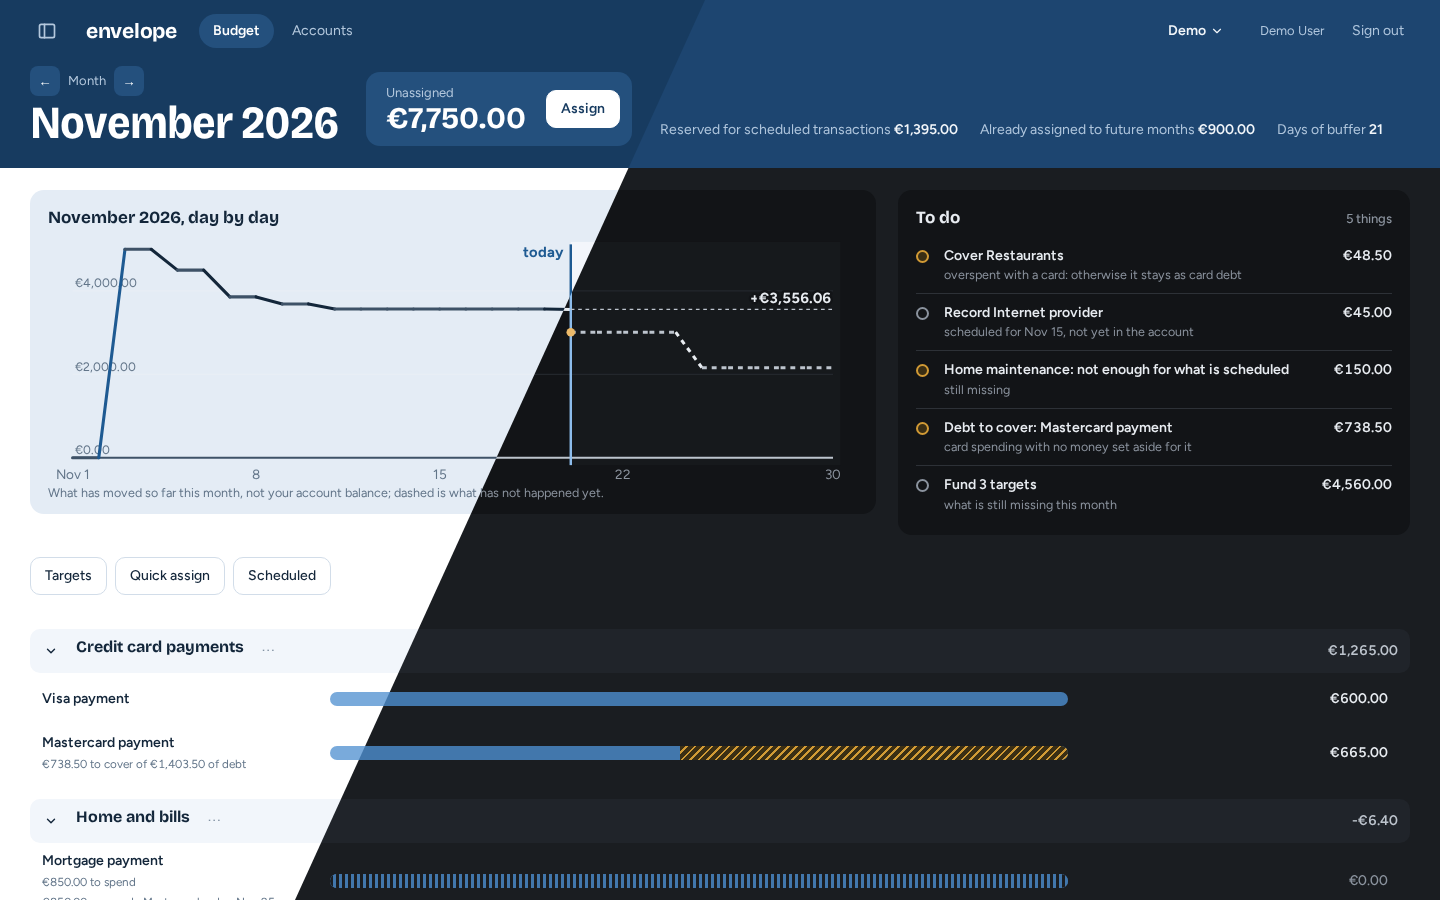 envelope
Budget
Accounts
Demo
Demo User
Sign out
← Month →
November 2026
Unassigned
€7,750.00
Assign
Reserved for scheduled transactions €1,395.00
Already assigned to future months €900.00
Days of buffer 21
November 2026, day by day
today
€4,000.00
+€3,556.06
€2,000.00
€0.00
Nov 1 8 15 22 30
What has moved so far this month, not your account balance; dashed is what has not happened yet.
To do
5 things
Cover Restaurants €48.50
overspent with a card: otherwise it stays as card debt
Record Internet provider €45.00
scheduled for Nov 15, not yet in the account
Home maintenance: not enough for what is scheduled €150.00
still missing
Debt to cover: Mastercard payment €738.50
card spending with no money set aside for it
Fund 3 targets €4,560.00
what is still missing this month
Targets
Quick assign
Scheduled
Credit card payments ... €1,265.00
Visa payment €600.00
Mastercard payment €665.00
€738.50 to cover of €1,403.50 of debt
Home and bills ... -€6.40
Mortgage payment
€850.00 to spend
€0.00